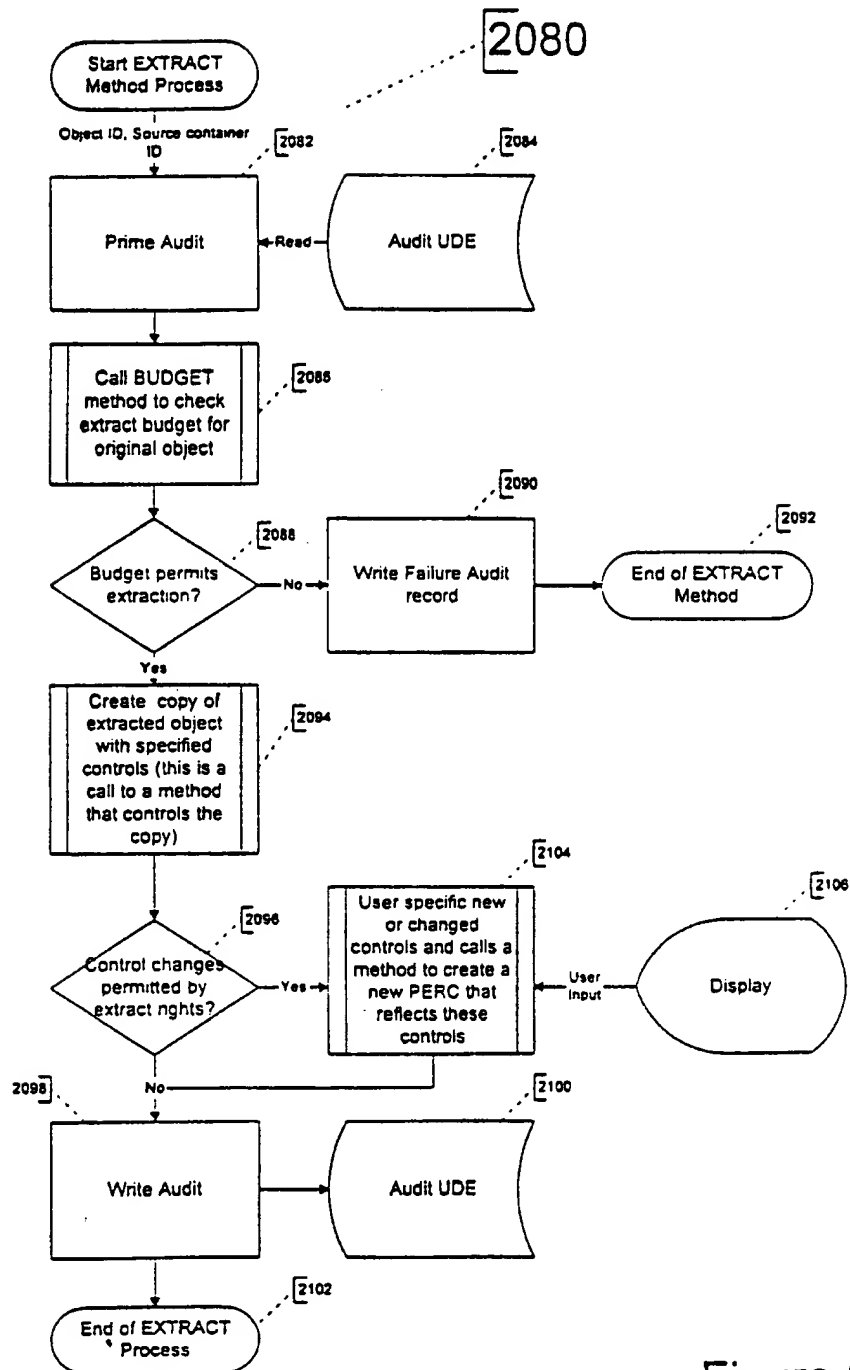 2080
Start EXTRACT
Method Process
Object ID, Source container
ID
2082
2084
Prime Audit
Read
Audit UDE
Call BUDGET
method to check
extract budget for
original object
2086
2090
2088
2092
Budget permits
extraction?
No
Write Failure Audit
record
End of EXTRACT
Method
Yes
Create copy of
extracted object
with specified
controls (this is a
call to a method
that controls the
copy)
2094
2104
2096
2106
Control changes
permitted by
extract rights?
Yes
User specific new
or changed
controls and calls a
method to create a
new PERC that
reflects these
controls
User
Input
Display
No
2098
2100
Write Audit
Audit UDE
2102
End of EXTRACT
Process